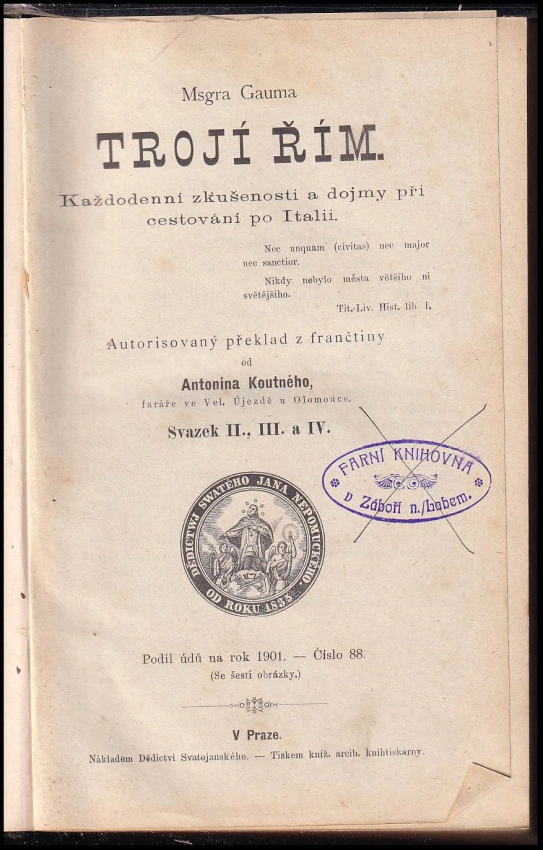 Msgra Gauma
TROJÍ ŘÍM.
Každodenní zkušenosti a dojmy při
cestování po Italii.
Nec unquam (civitas) nec major
nec sanctior.
Nikdy nebylo města většího ni
světějšího.
Tit.-Liv. Hist. lib. I.
Autorisovaný překlad z frančtiny
od
Antonina Koutného,
faráře ve Vel. Újezdě u Olomouce.
Svazek II., III. a IV.
FARNÍ KNIHOVNA
v Záboří n./Labem.
DĚDICTWJ SWATÉHO JANA NEPOMUCKÉHO.
OD ROKU 1835
Podíl údů na rok 1901. — Číslo 88.
(Se šesti obrázky.)
V Praze.
Nákladem Dědictví Svatojanského. — Tiskem kníž. arcib. knihtiskárny.